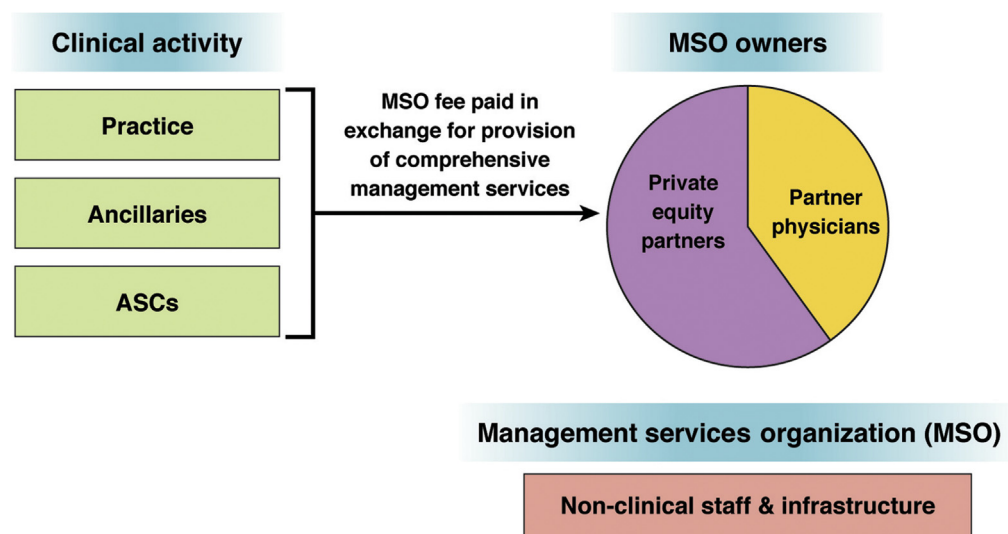 Clinical activity
Practice
Ancillaries
ASCs
MSO fee paid in
exchange for provision
of comprehensive
management services
MSO owners
Private
equity
partners
Partner
physicians
Management services organization (MSO)
Non-clinical staff & infrastructure